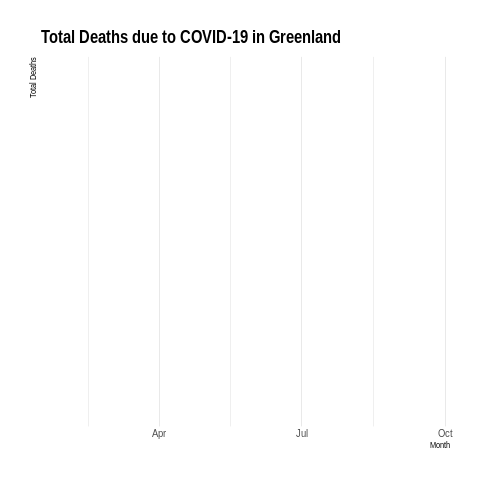 Total Deaths due to COVID-19 in Greenland
Total Deaths
Apr Jul Oct
Month